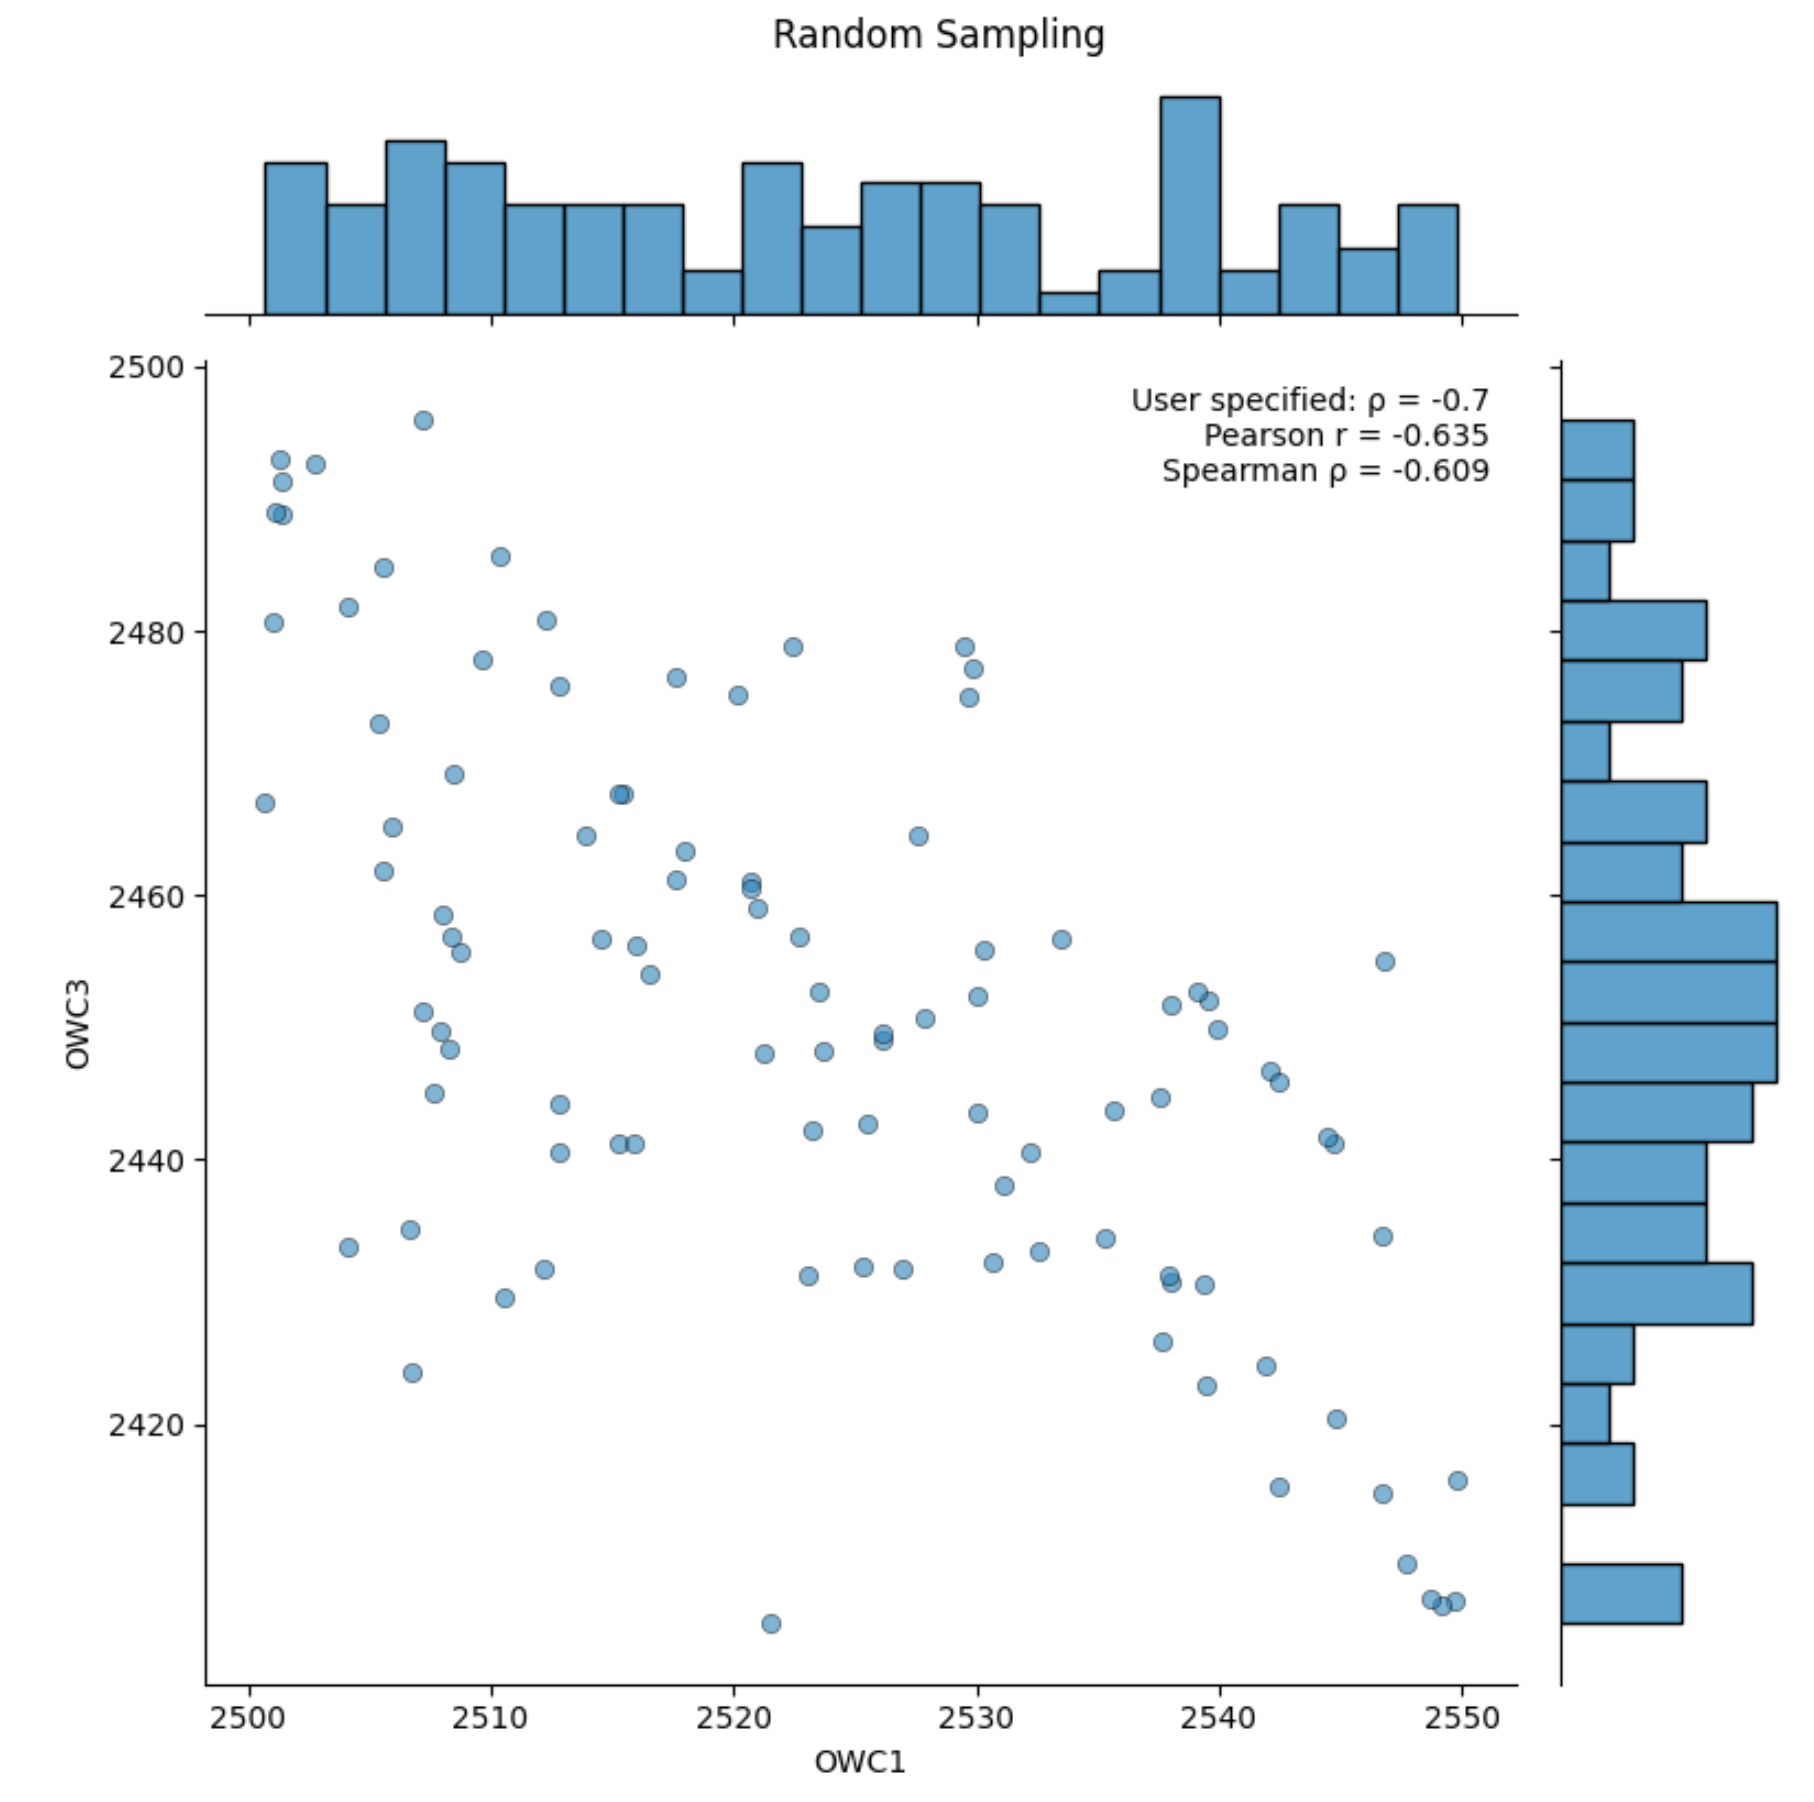 Random Sampling
2500
User specified: ρ = -0.7
Pearson r = -0.635
Spearman ρ = -0.609
2480
2460
OWC3
2440
2420
2500 2510 2520 2530 2540 2550
OWC1